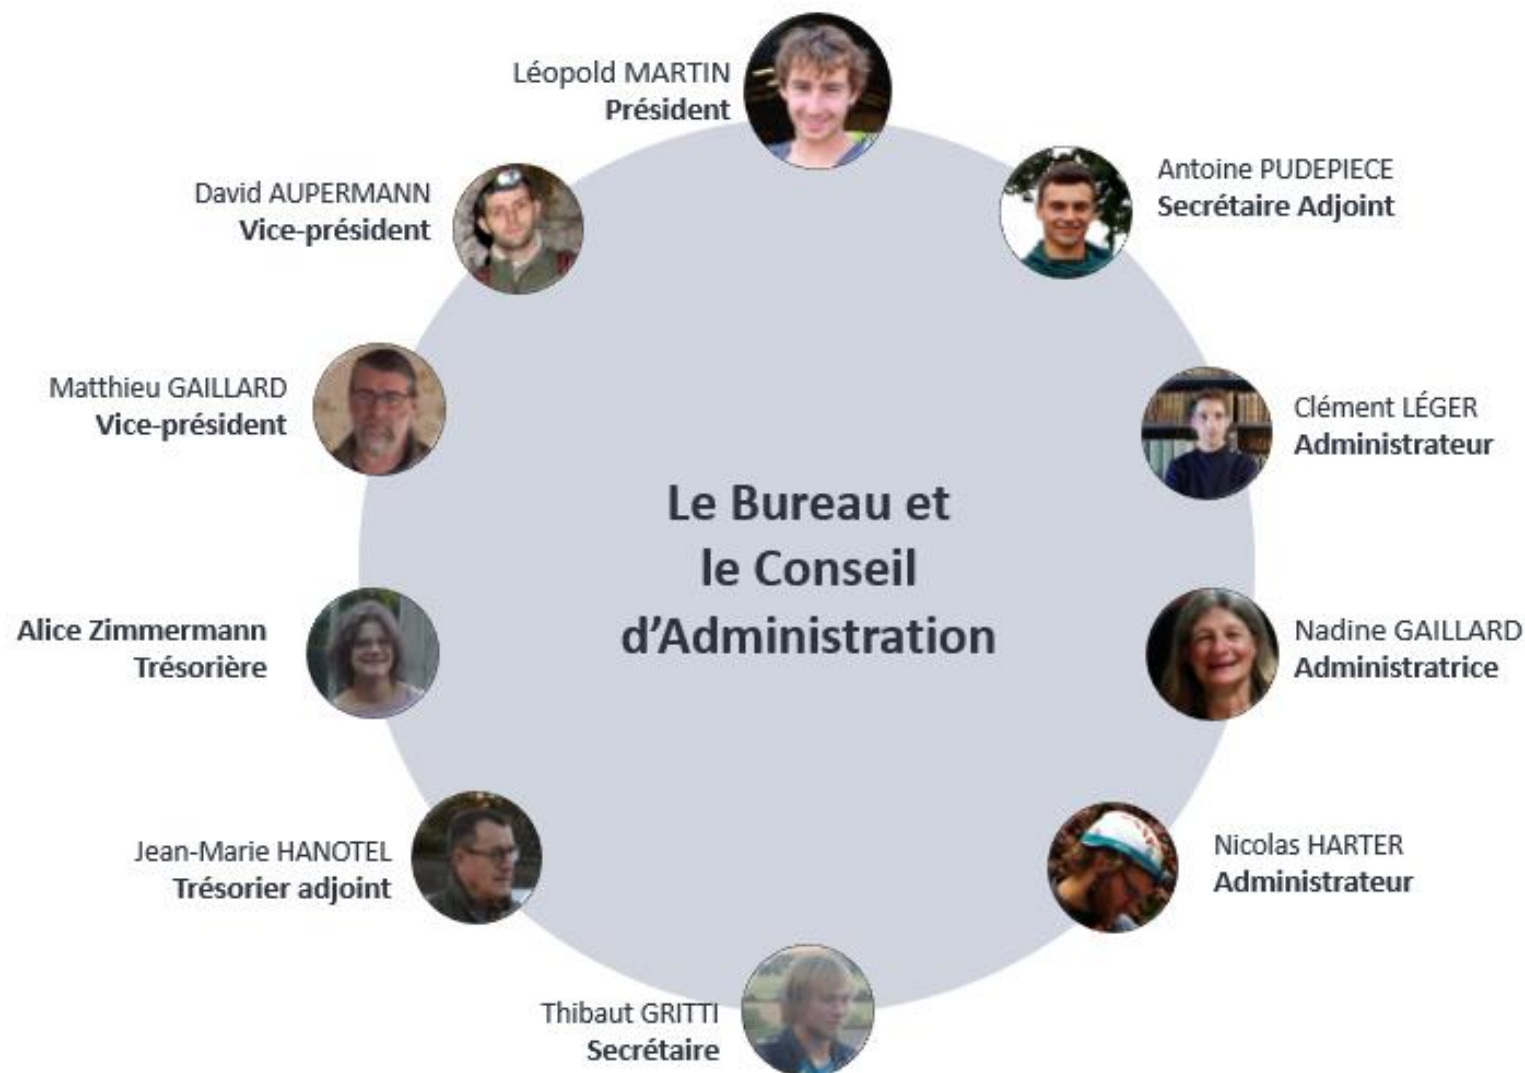 Léopold MARTIN
Président
Antoine PUDEPIECE
Secrétaire Adjoint
David AUPERMANN
Vice-président
Matthieu GAILLARD
Vice-président
Clément LÉGER
Administrateur
Le Bureau et
le Conseil
d’Administration
Alice Zimmermann
Trésorière
Nadine GAILLARD
Administratrice
Jean-Marie HANOTEL
Trésorier adjoint
Nicolas HARTER
Administrateur
Thibaut GRITTI
Secrétaire